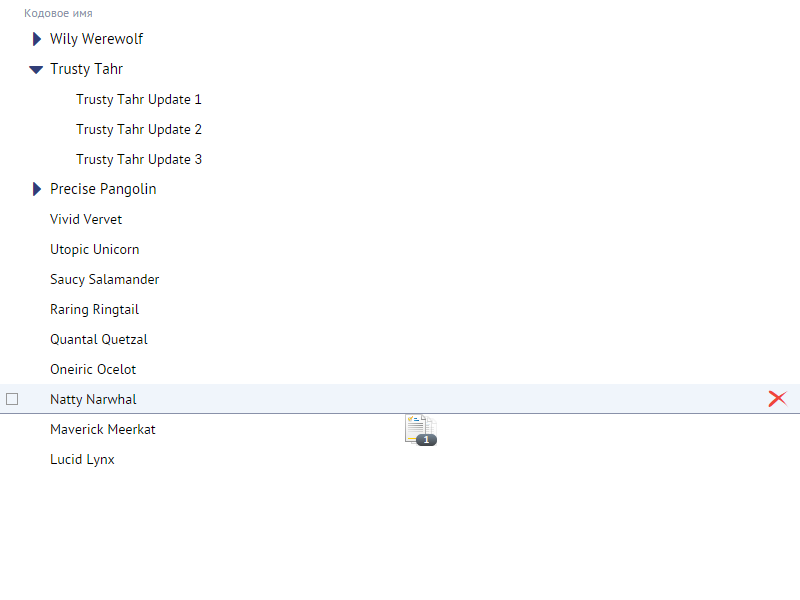 Кодовое имя
Wily Werewolf
Trusty Tahr
Trusty Tahr Update 1
Trusty Tahr Update 2
Trusty Tahr Update 3
Precise Pangolin
Vivid Vervet
Utopic Unicorn
Saucy Salamander
Raring Ringtail
Quantal Quetzal
Oneiric Ocelot
Natty Narwhal
Maverick Meerkat
1
Lucid Lynx